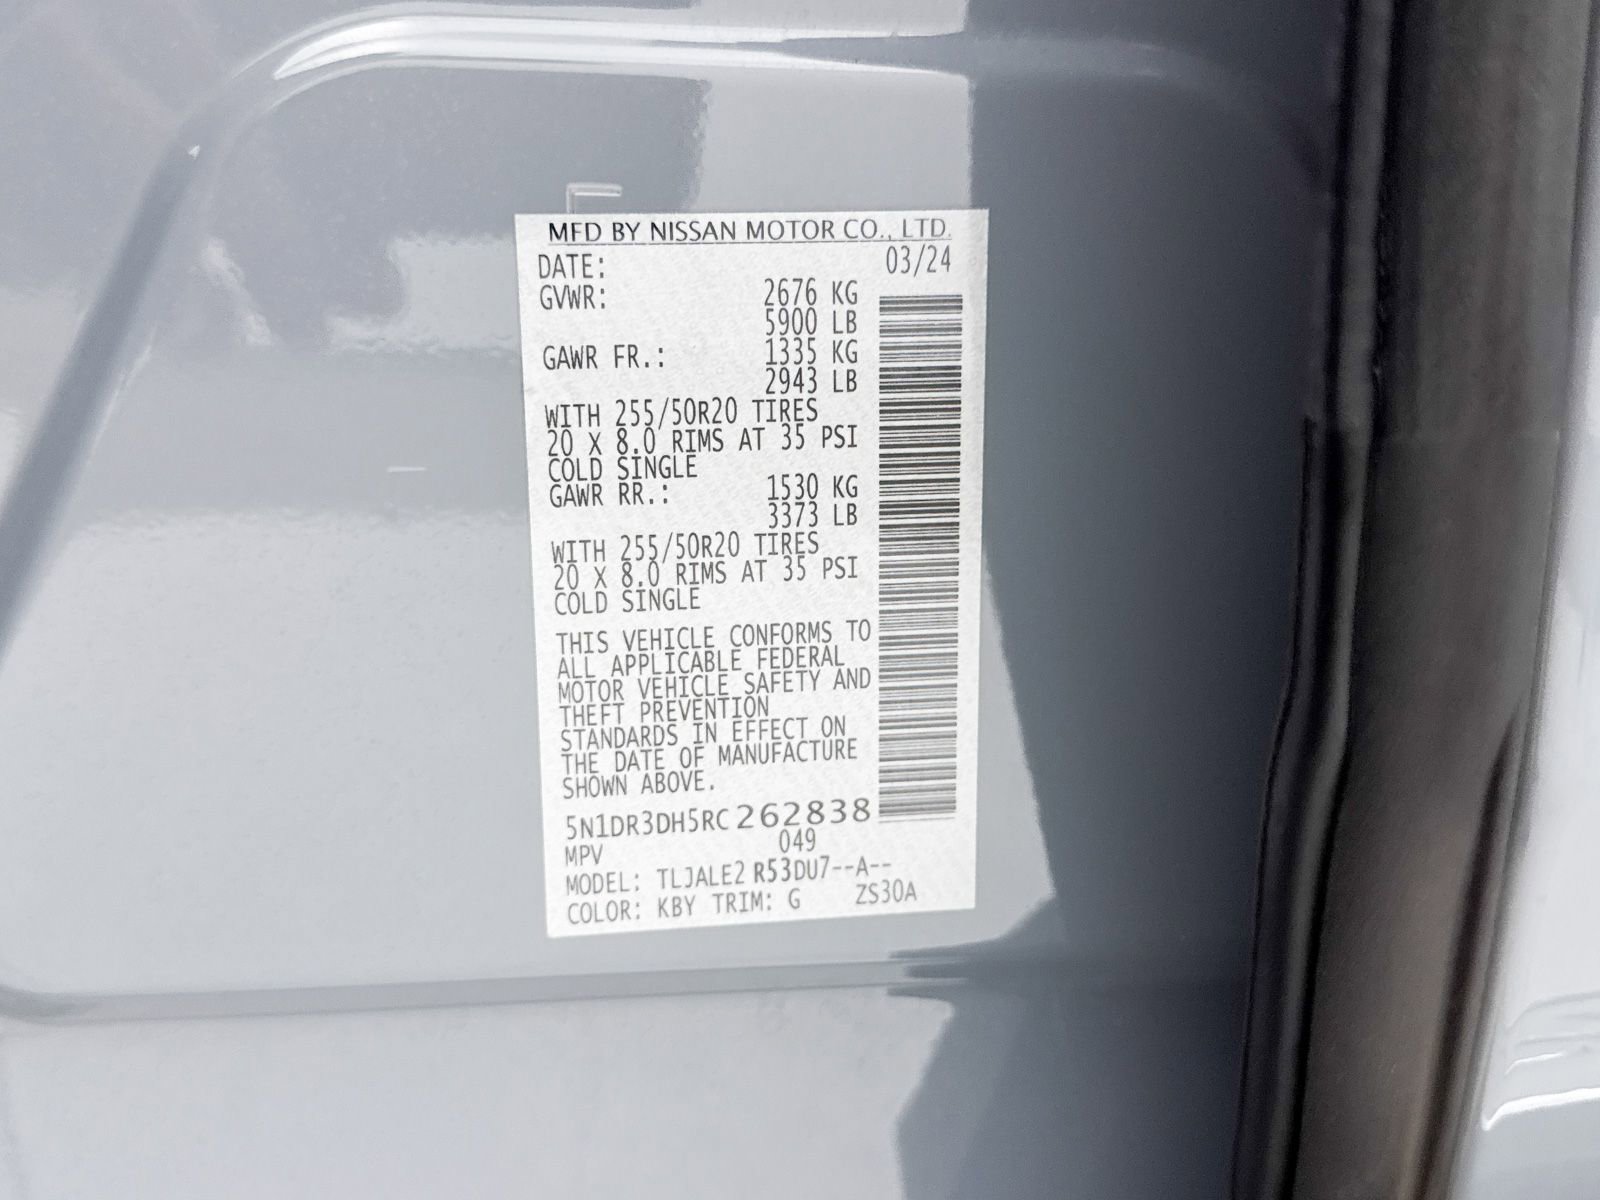 MFD BY NISSAN MOTOR CO., LTD.
DATE: 03/24
GVWR: 2676 KG
5900 LB
GAWR FR.: 1335 KG
2943 LB
WITH 255/50R20 TIRES
20 X 8.0 RIMS AT 35 PSI
COLD SINGLE
GAWR RR.: 1530 KG
3373 LB
WITH 255/50R20 TIRES
20 X 8.0 RIMS AT 35 PSI
COLD SINGLE
THIS VEHICLE CONFORMS TO
ALL APPLICABLE FEDERAL
MOTOR VEHICLE SAFETY AND
THEFT PREVENTION
STANDARDS IN EFFECT ON
THE DATE OF MANUFACTURE
SHOWN ABOVE.
5N1DR3DH5RC262838
MPV 049
MODEL: TLJALE2 R53DU7--A--
COLOR: KBY TRIM: G ZS30A